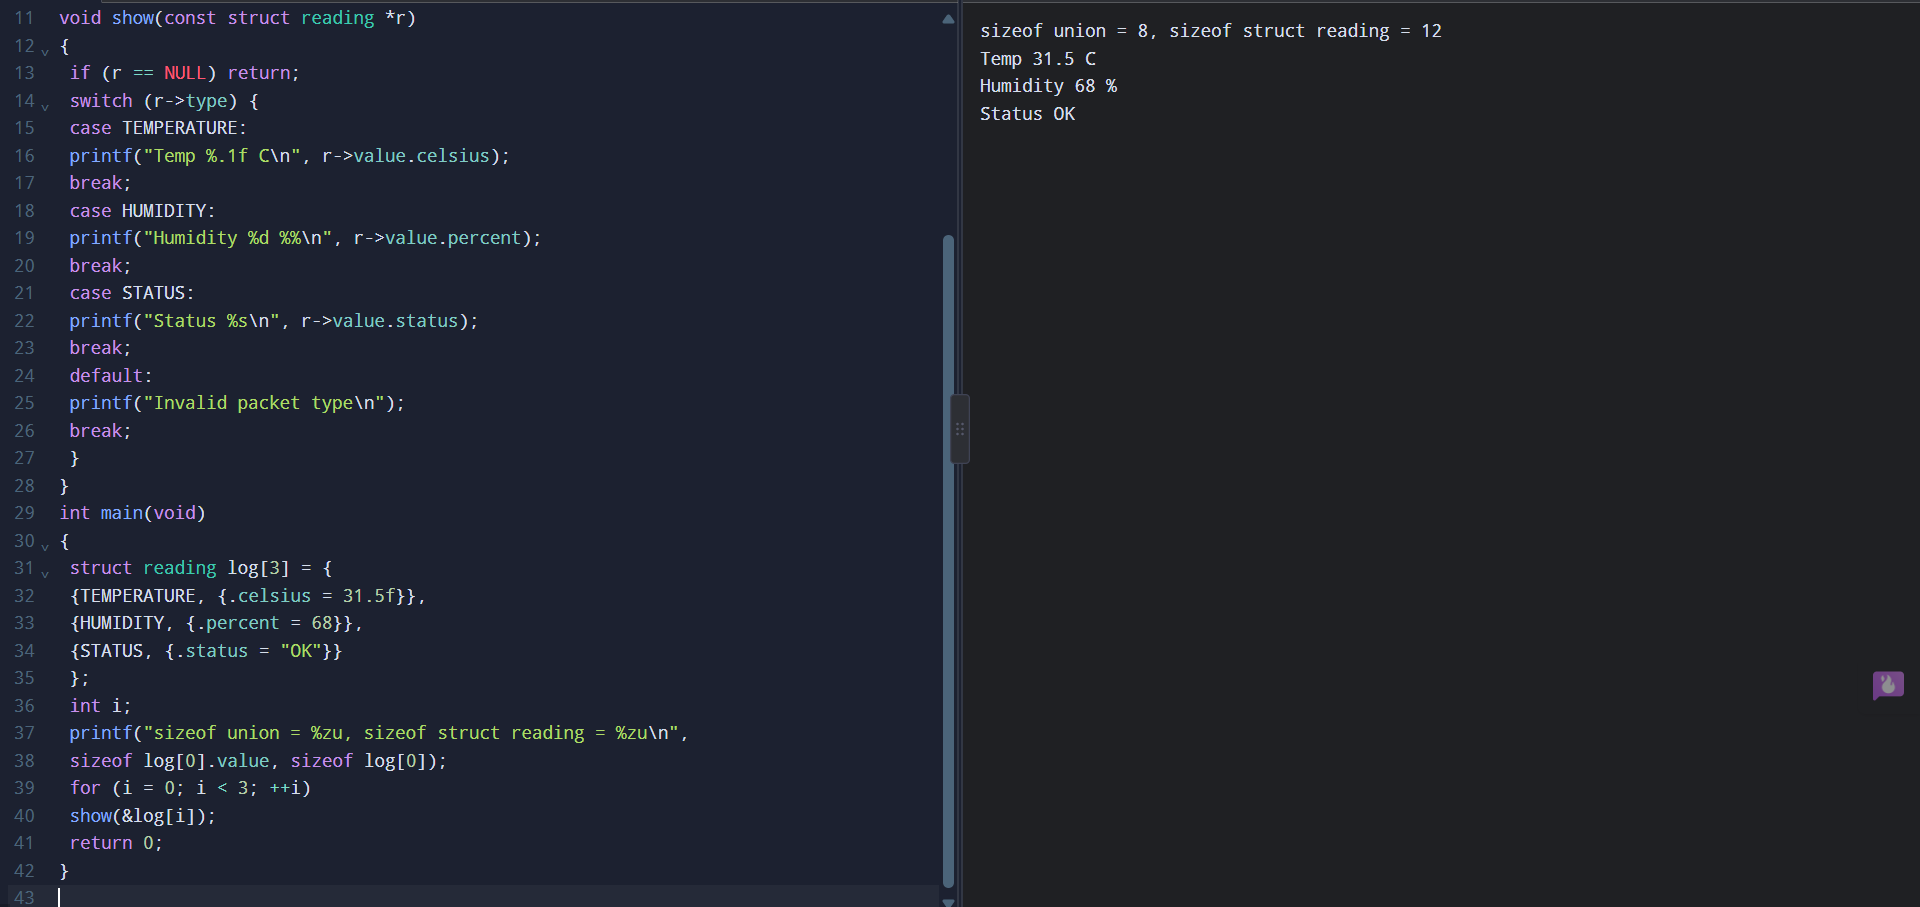 11 void show(const struct reading *r)
12 {
13 if (r == NULL) return;
14 switch (r->type) {
15 case TEMPERATURE:
16 printf("Temp %.1f C\n", r->value.celsius);
17 break;
18 case HUMIDITY:
19 printf("Humidity %d %%\n", r->value.percent);
20 break;
21 case STATUS:
22 printf("Status %s\n", r->value.status);
23 break;
24 default:
25 printf("Invalid packet type\n");
26 break;
27 }
28 }
29 int main(void)
30 {
31 struct reading log[3] = {
32 {TEMPERATURE, {.celsius = 31.5f}},
33 {HUMIDITY, {.percent = 68}},
34 {STATUS, {.status = "OK"}}
35 };
36 int i;
37 printf("sizeof union = %zu, sizeof struct reading = %zu\n",
38 sizeof log[0].value, sizeof log[0]);
39 for (i = 0; i < 3; ++i)
40 show(&log[i]);
41 return 0;
42 }
43
sizeof union = 8, sizeof struct reading = 12
Temp 31.5 C
Humidity 68 %
Status OK